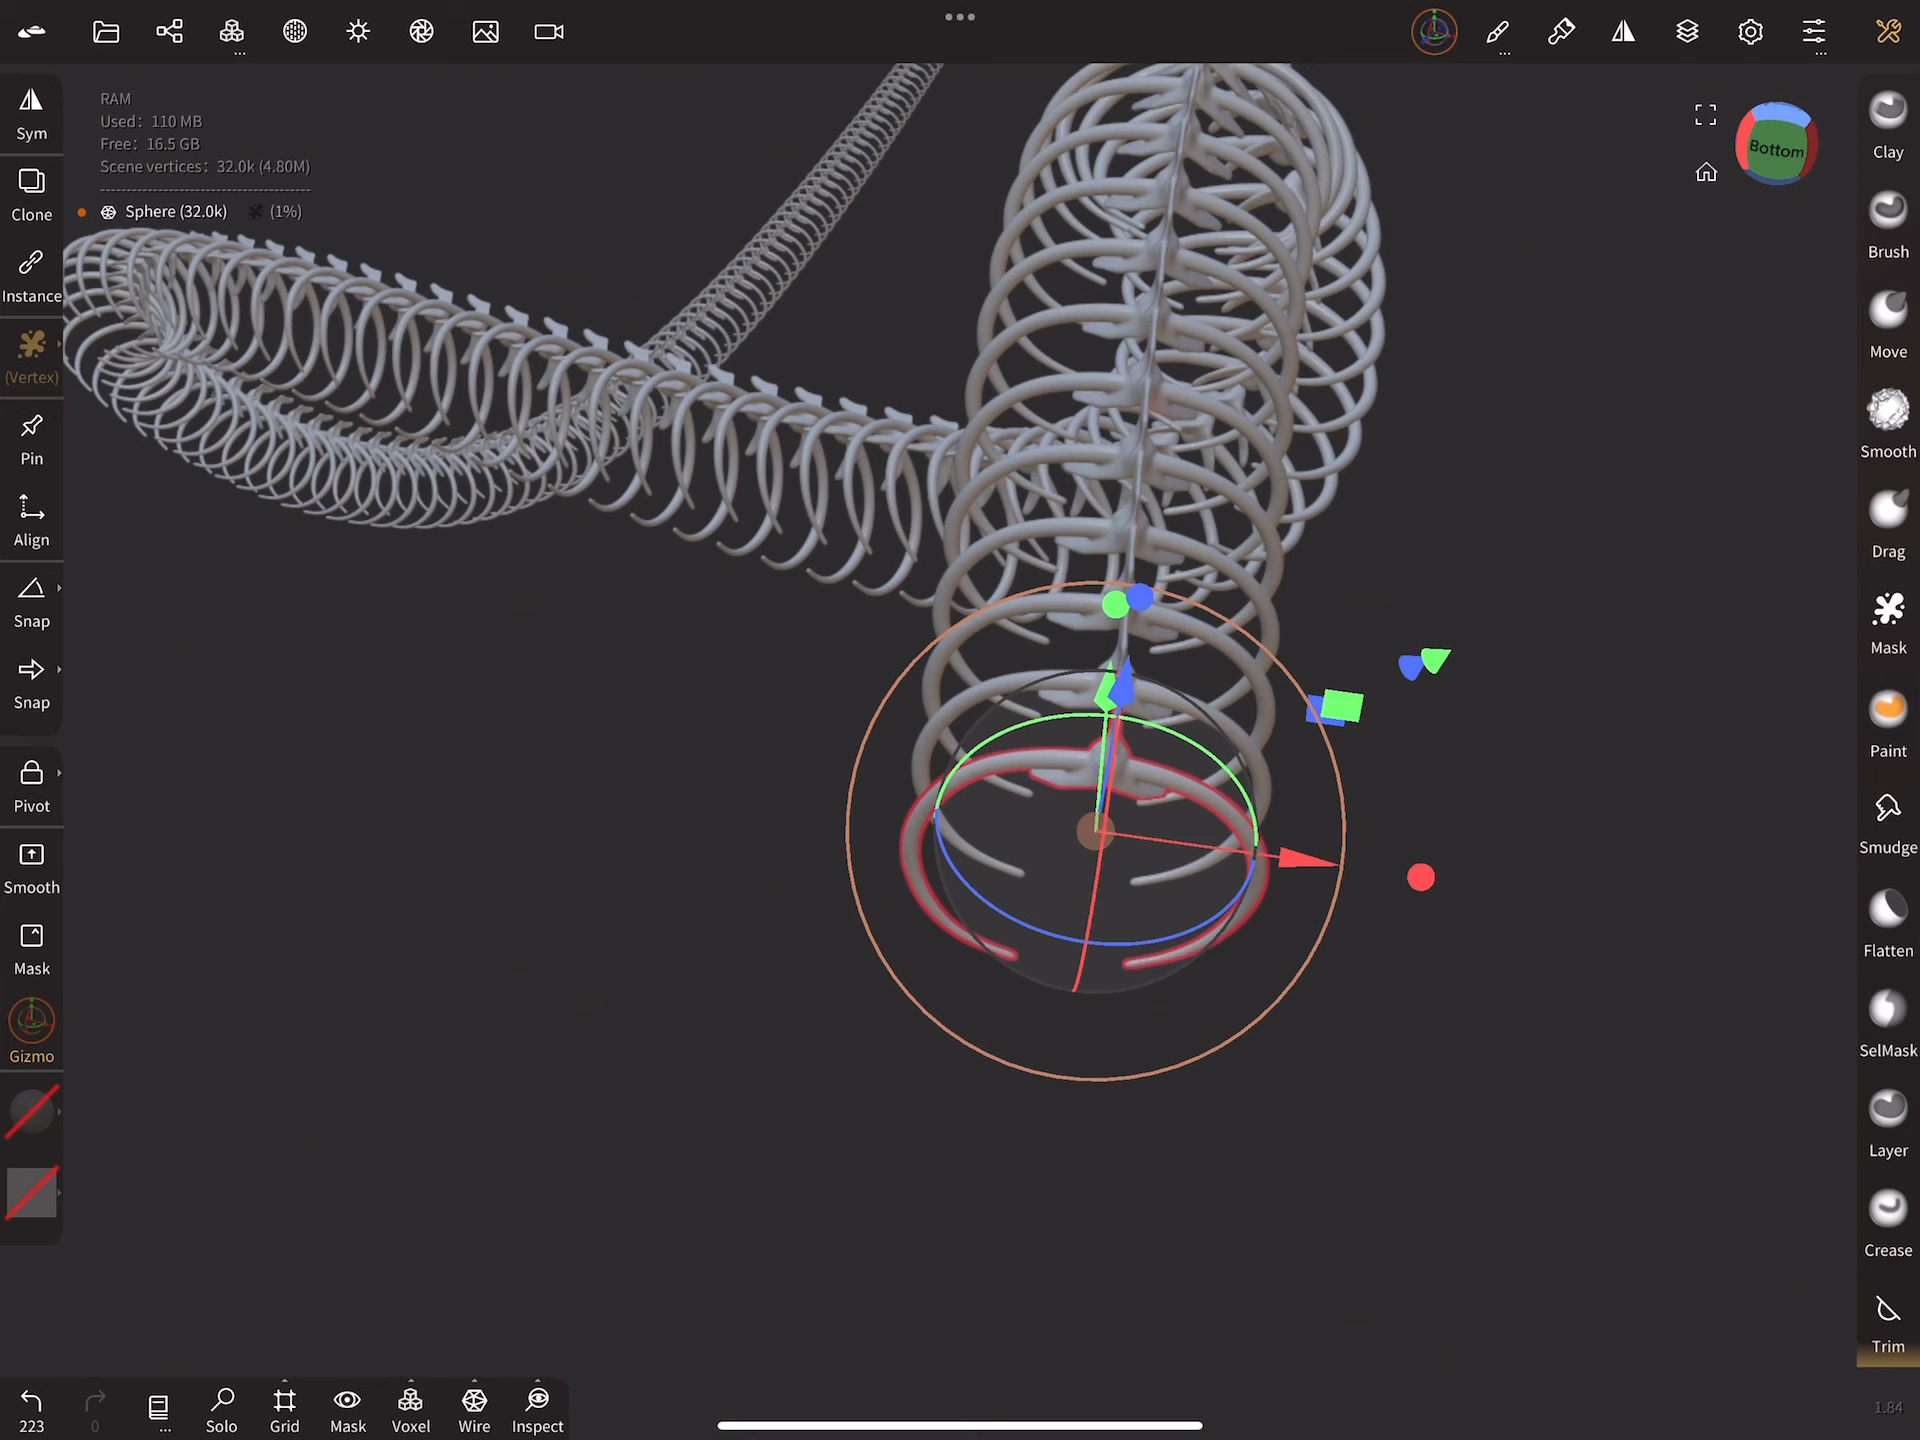 RAM
Used: 110 MB
Free: 16.5 GB
Scene vertices: 32.0k (4.80M)
----------------------------------------
Sphere (32.0k) (1%)
Sym
Clone
Instance
(Vertex)
Pin
Align
Snap
Snap
Pivot
Smooth
Mask
Gizmo
Bottom
Clay
Brush
Move
Smooth
Drag
Mask
Paint
Smudge
Flatten
SelMask
Layer
Crease
Trim
223
0
...
Solo
Grid
Mask
Voxel
Wire
Inspect
1.84